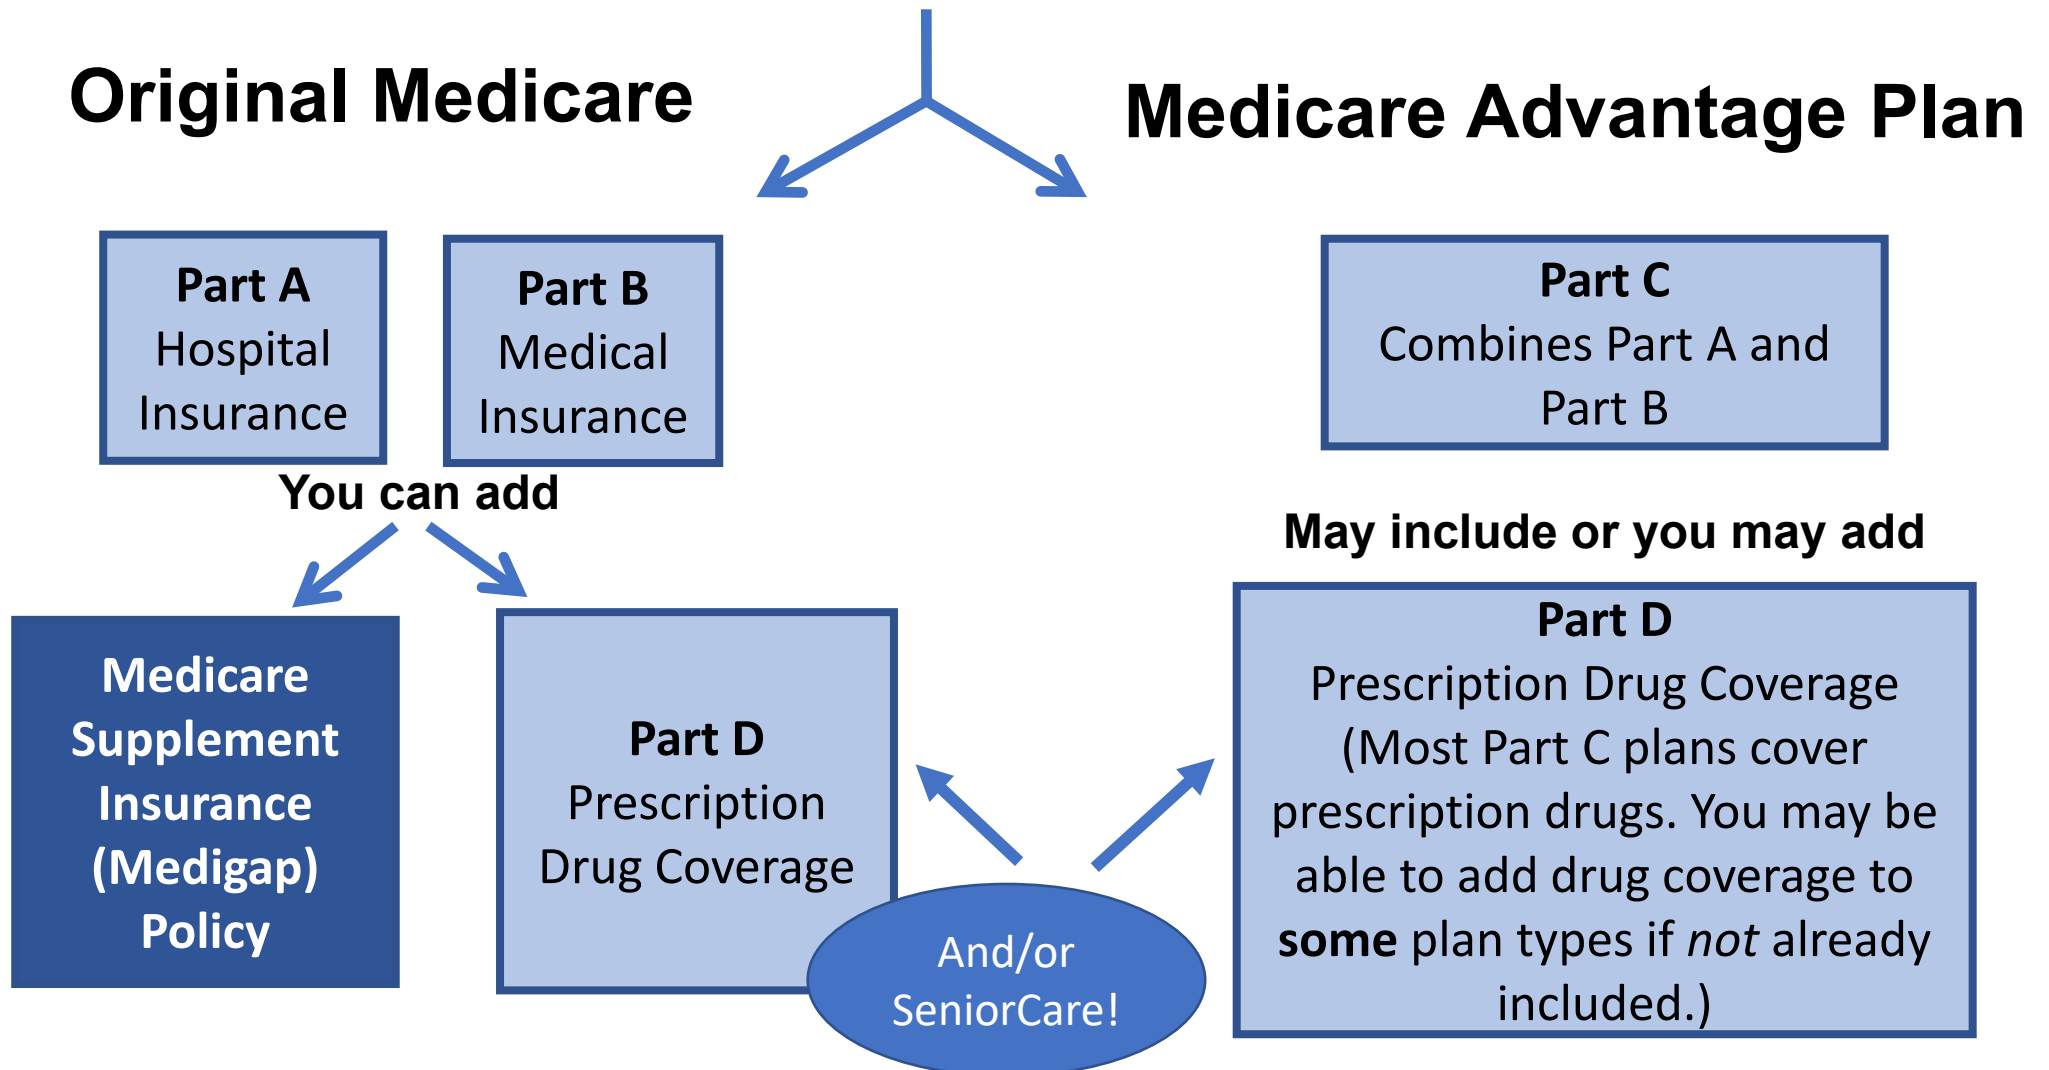 Original Medicare
Medicare Advantage Plan
Part A
Hospital
Insurance
Part B
Medical
Insurance
Part C
Combines Part A and
Part B
You can add
May include or you may add
Medicare
Supplement
Insurance
(Medigap)
Policy
Part D
Prescription
Drug Coverage
And/or
SeniorCare!
Part D
Prescription Drug Coverage
(Most Part C plans cover
prescription drugs. You may be
able to add drug coverage to
some plan types if not already
included.)